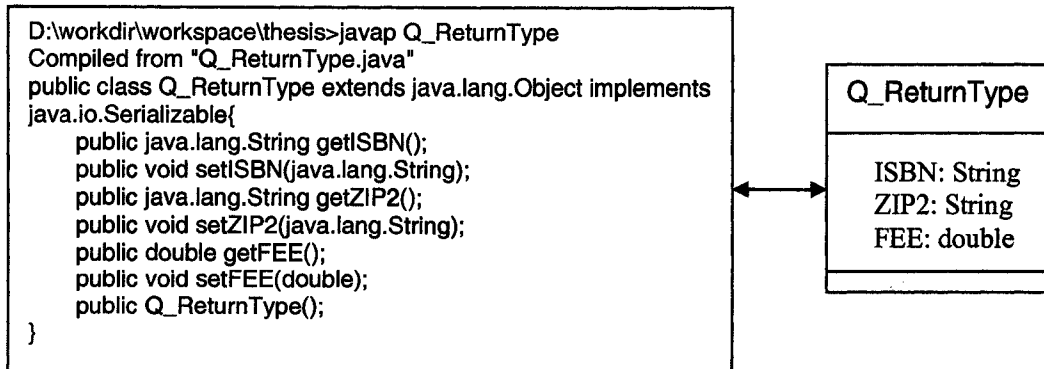 D:\workdir\workspace\thesis>javap Q_ReturnType
Compiled from "Q_ReturnType.java"
public class Q_ReturnType extends java.lang.Object implements
java.io.Serializable{
public java.lang.String getISBN();
public void setISBN(java.lang.String);
public java.lang.String getZIP2();
public void setZIP2(java.lang.String);
public double getFEE();
public void setFEE(double);
public Q_ReturnType();
}
Q_ReturnType
ISBN: String
ZIP2: String
FEE: double